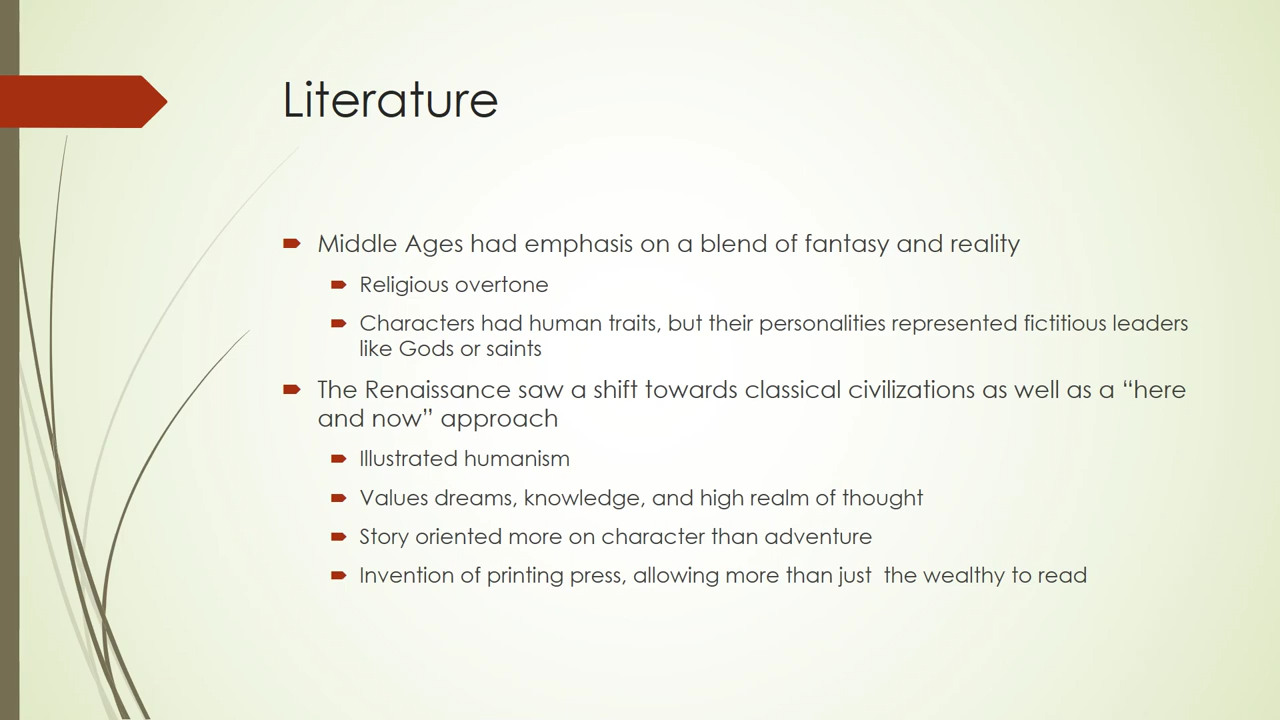 Literature
Middle Ages had emphasis on a blend of fantasy and reality
Religious overtone
Characters had human traits, but their personalities represented fictitious leaders
like Gods or saints
The Renaissance saw a shift towards classical civilizations as well as a “here
and now” approach
Illustrated humanism
Values dreams, knowledge, and high realm of thought
Story oriented more on character than adventure
Invention of printing press, allowing more than just  the wealthy to read